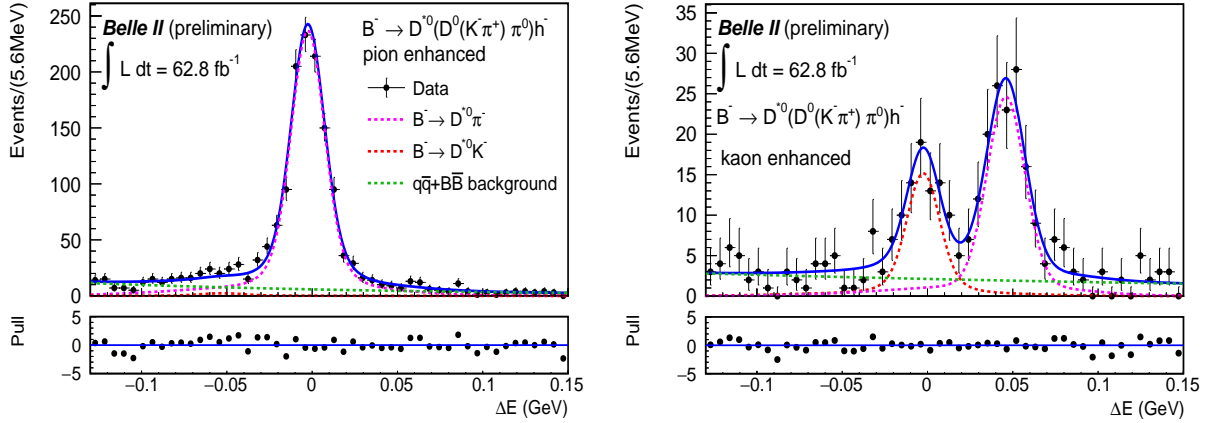 Belle II (preliminary)
∫ L dt = 62.8 fb⁻¹
B⁻ → D*⁰(D⁰(K⁻π⁺) π⁰)h⁻
pion enhanced
Data
B⁻ → D*⁰π⁻
B⁻ → D*⁰K⁻
qq̅+BB̅ background
Events/(5.6MeV)
250
200
150
100
50
0
Pull
5
0
−5
−0.1 −0.05 0 0.05 0.1 0.15
ΔE (GeV)
Belle II (preliminary)
∫ L dt = 62.8 fb⁻¹
B⁻ → D*⁰(D⁰(K⁻π⁺) π⁰)h⁻
kaon enhanced
Events/(5.6MeV)
35
30
25
20
15
10
5
0
Pull
5
0
−5
−0.1 −0.05 0 0.05 0.1 0.15
ΔE (GeV)